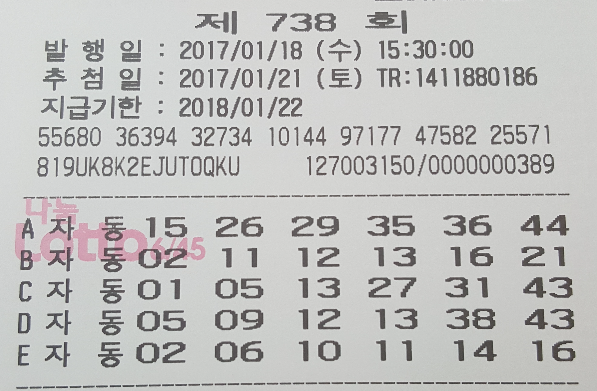 제 738 회
발 행 일 : 2017/01/18 (수) 15:30:00
추 첨 일 : 2017/01/21 (토) TR:1411880186
지급기한 : 2018/01/22
55680 36394 32734 10144 97177 47582 25571
819UK8K2EJUTOQKU 127003150/0000000389
나눔
Lotto 6/45
A 자 동 15 26 29 35 36 44
B 자 동 02 11 12 13 16 21
C 자 동 01 05 13 27 31 43
D 자 동 05 09 12 13 38 43
E 자 동 02 06 10 11 14 16